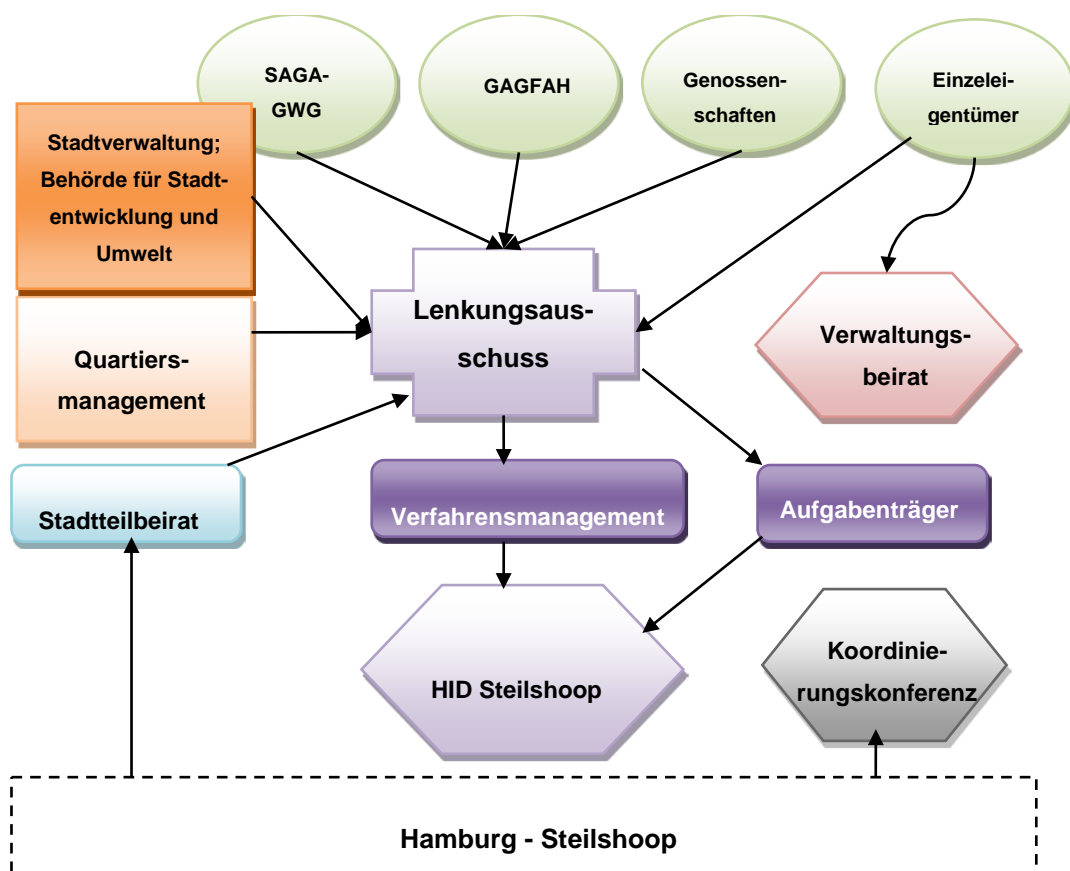 SAGA-
GWG
GAGFAH
Genossen-
schaften
Einzelei-
gentümer
Stadtverwaltung;
Behörde für Stadt-
entwicklung und
Umwelt
Quartiers-
management
Lenkungsaus-
schuss
Verwaltungs-
beirat
Stadtteilbeirat
Verfahrensmanagement
Aufgabenträger
HID Steilshoop
Koordinie-
rungskonferenz
Hamburg - Steilshoop